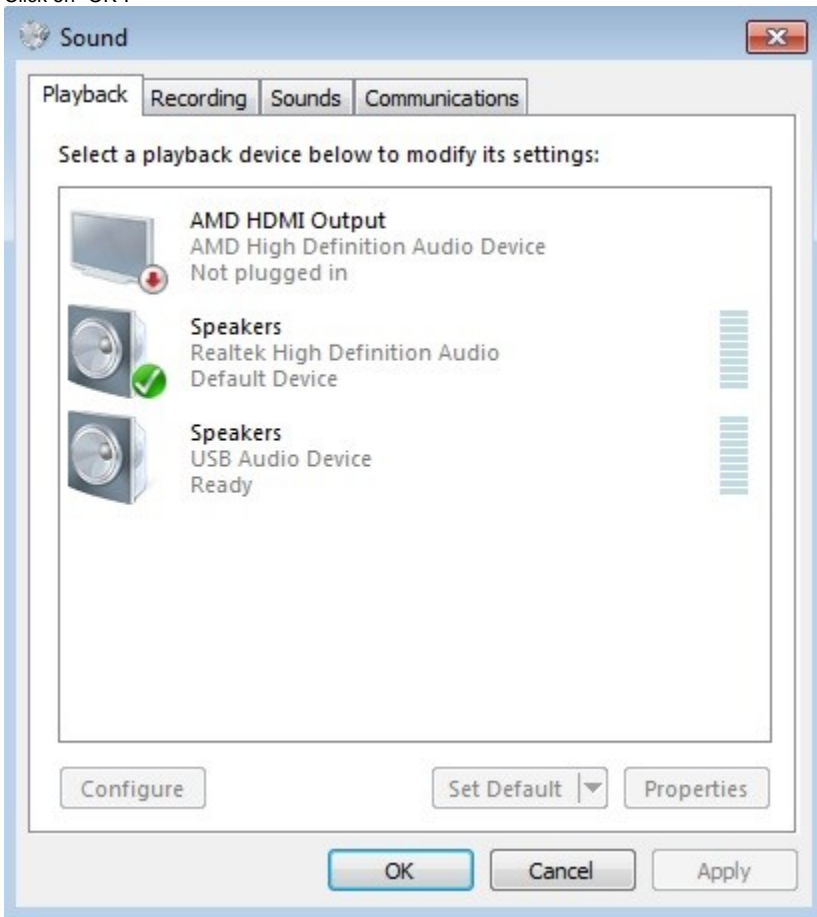 Click on "OK".
Sound
Playback Recording Sounds Communications
Select a playback device below to modify its settings:
AMD HDMI Output
AMD High Definition Audio Device
Not plugged in
Speakers
Realtek High Definition Audio
Default Device
Speakers
USB Audio Device
Ready
Configure Set Default Properties
OK Cancel Apply